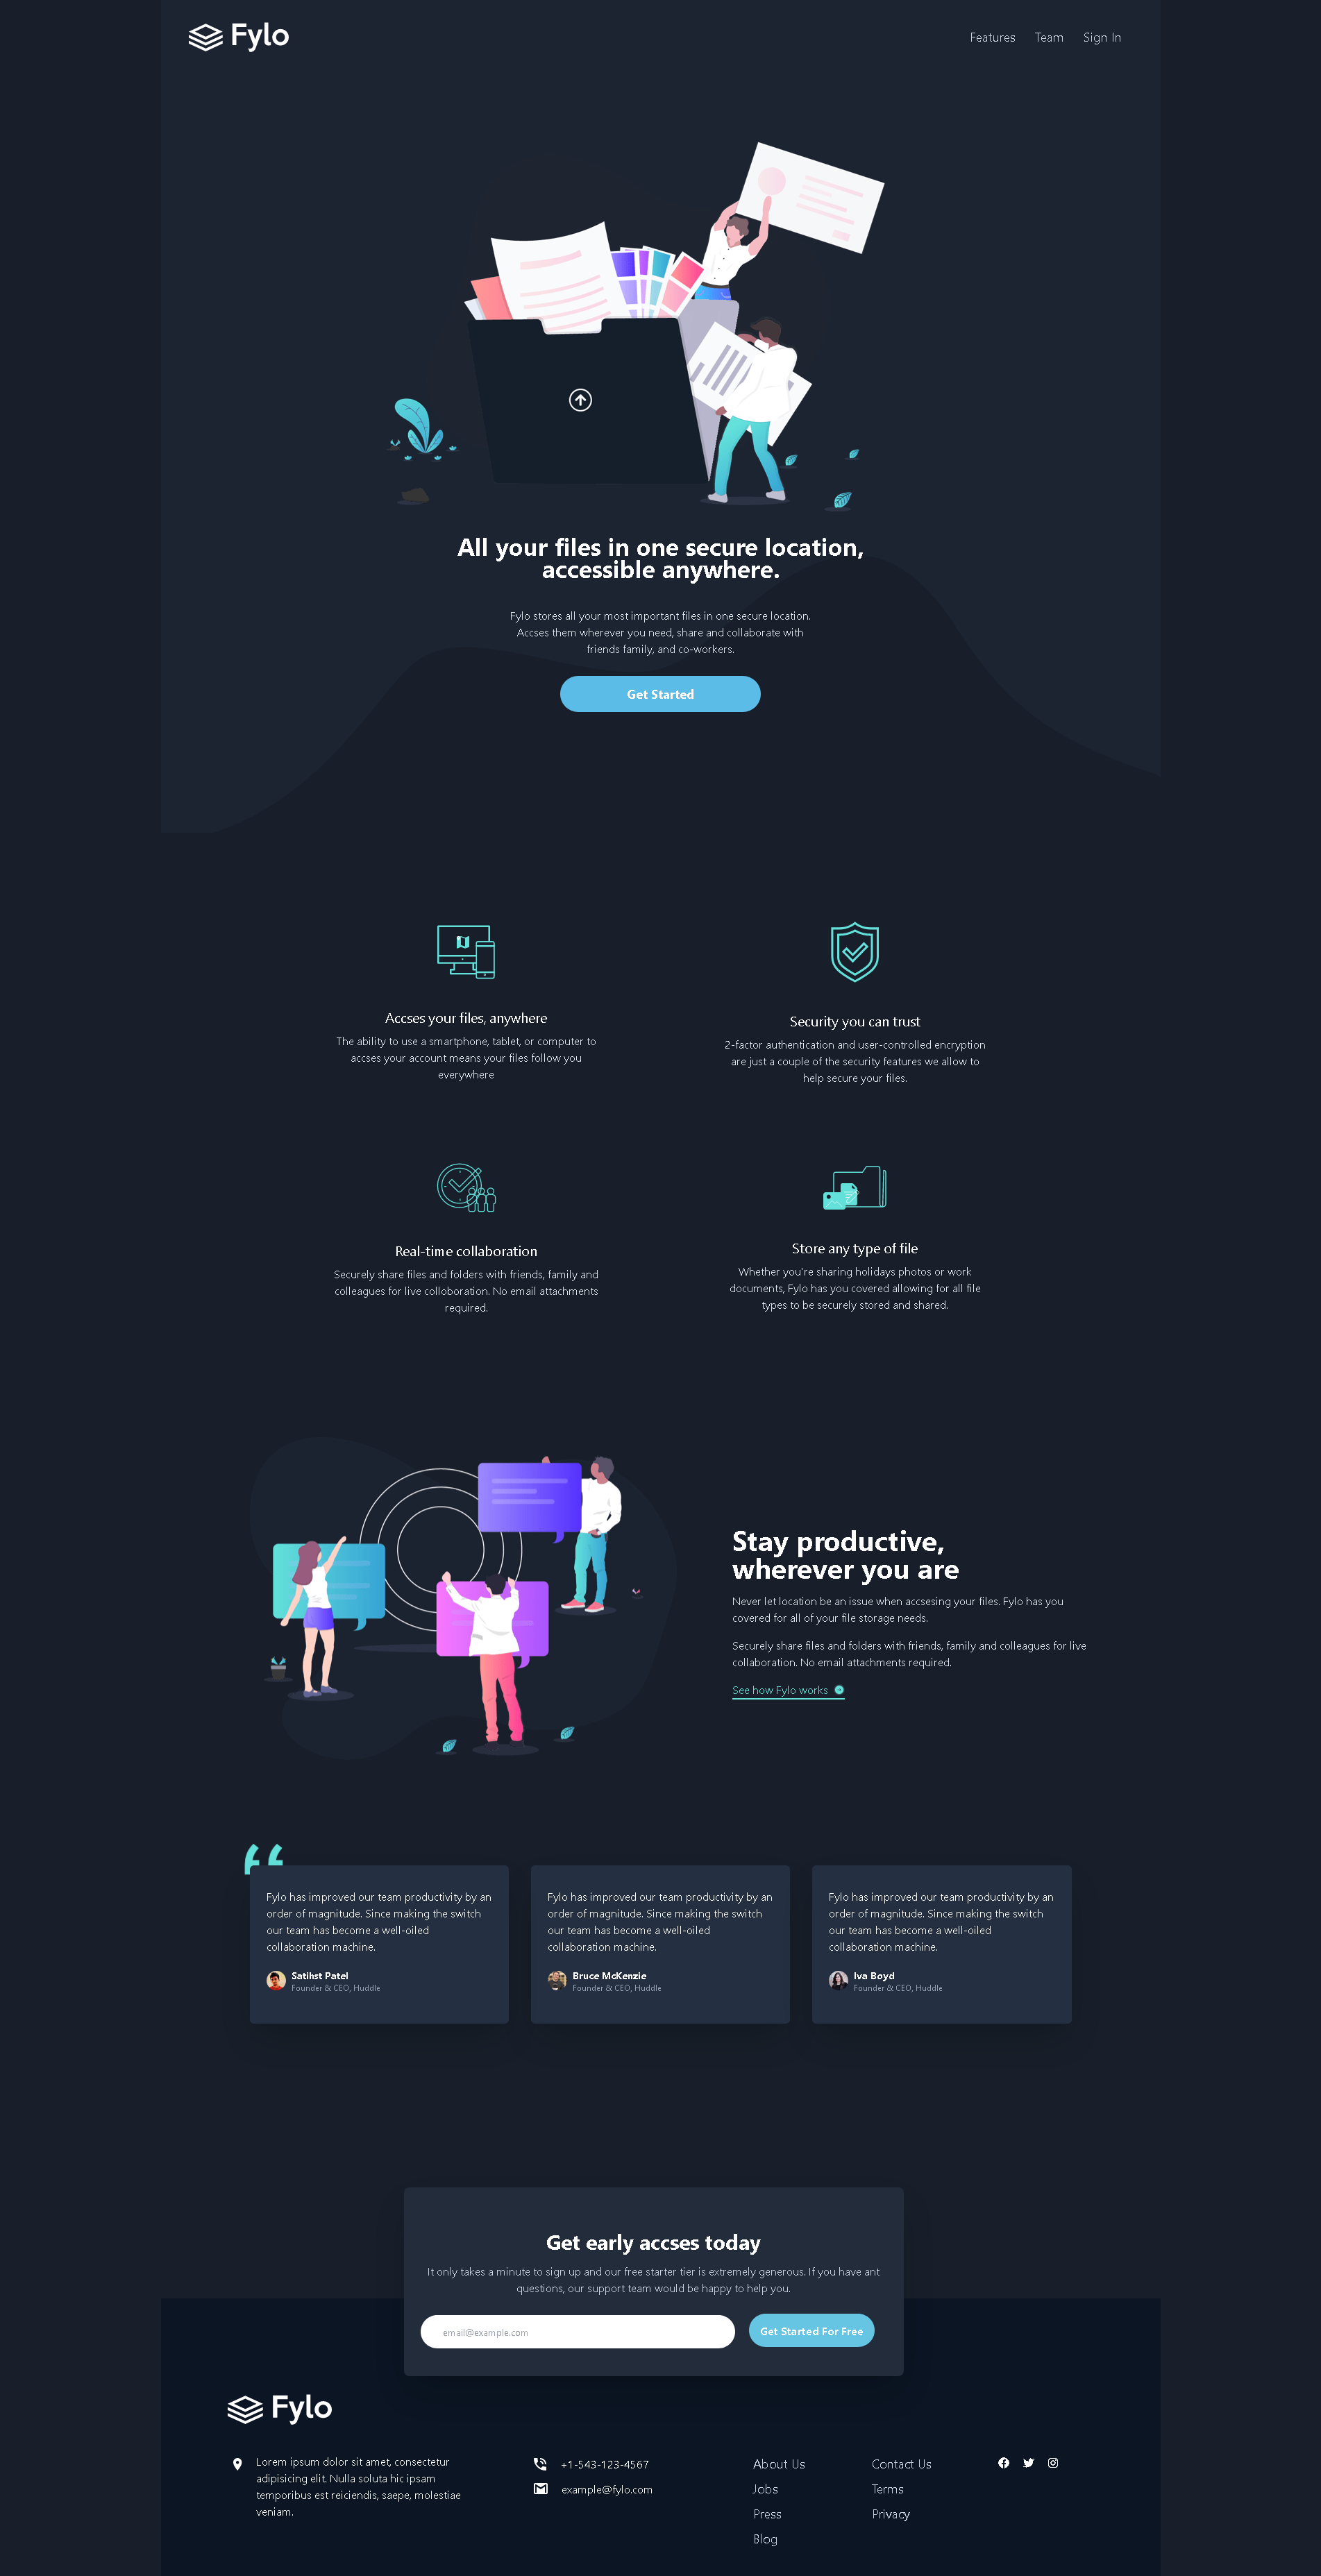 Fylo
Features Team Sign In
All your files in one secure location,
accessible anywhere.
Fylo stores all your most important files in one secure location.
Accses them wherever you need, share and collaborate with
friends family, and co-workers.
Get Started
Accses your files, anywhere
The ability to use a smartphone, tablet, or computer to
accses your account means your files follow you
everywhere
Security you can trust
2-factor authentication and user-controlled encryption
are just a couple of the security features we allow to
help secure your files.
Real-time collaboration
Securely share files and folders with friends, family and
colleagues for live colloboration. No email attachments
required.
Store any type of file
Whether you're sharing holidays photos or work
documents, Fylo has you covered allowing for all file
types to be securely stored and shared.
Stay productive,
wherever you are
Never let location be an issue when accsesing your files. Fylo has you
covered for all of your file storage needs.
Securely share files and folders with friends, family and colleagues for live
collaboration. No email attachments required.
See how Fylo works
“
Fylo has improved our team productivity by an
order of magnitude. Since making the switch
our team has become a well-oiled
collaboration machine.
Satihst Patel
Founder & CEO, Huddle
Fylo has improved our team productivity by an
order of magnitude. Since making the switch
our team has become a well-oiled
collaboration machine.
Bruce McKenzie
Founder & CEO, Huddle
Fylo has improved our team productivity by an
order of magnitude. Since making the switch
our team has become a well-oiled
collaboration machine.
Iva Boyd
Founder & CEO, Huddle
Get early accses today
It only takes a minute to sign up and our free starter tier is extremely generous. If you have ant
questions, our support team would be happy to help you.
email@example.com
Get Started For Free
Fylo
Lorem ipsum dolor sit amet, consectetur
adipisicing elit. Nulla soluta hic ipsam
temporibus est reiciendis, saepe, molestiae
veniam.
+1-543-123-4567
example@fylo.com
About Us
Jobs
Press
Blog
Contact Us
Terms
Privacy